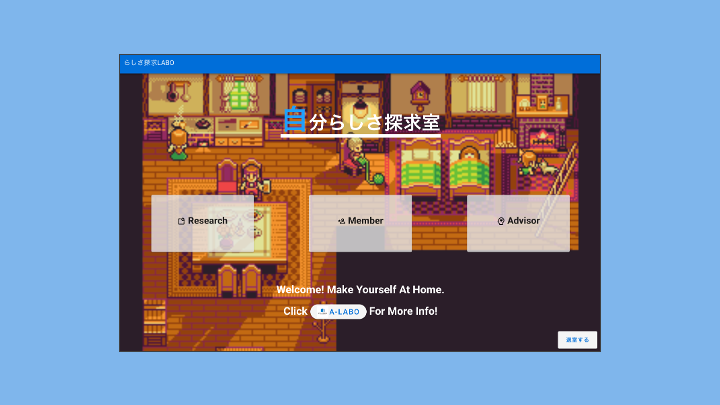 らしさ探求LABO
自分らしさ探求室
Research
Member
Advisor
Welcome! Make Yourself At Home.
Click A-LABO For More Info!
退室する